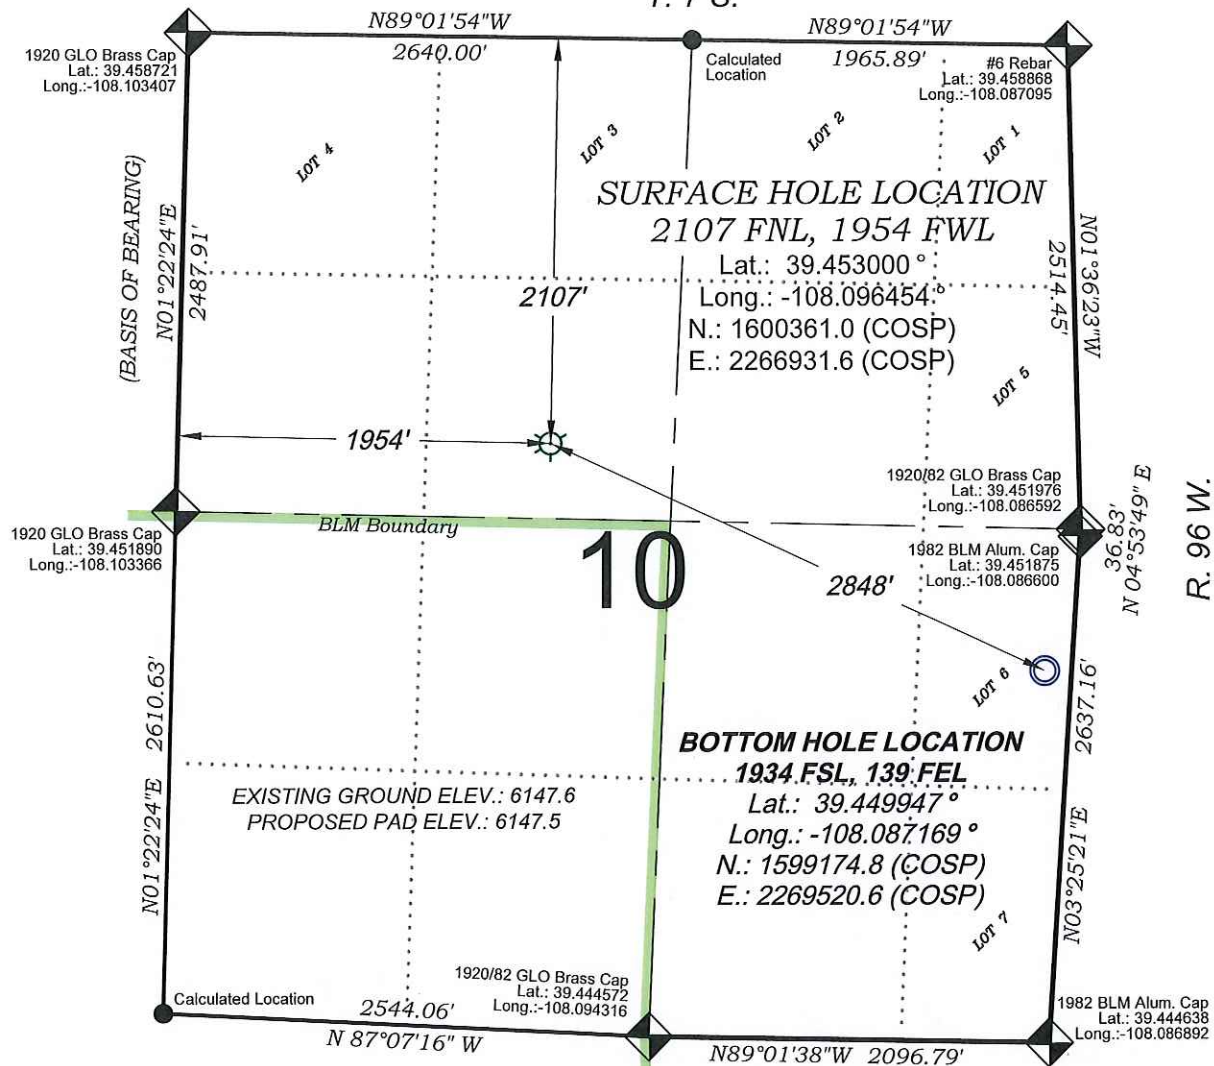 T. 7 S.
N89°01'54"W
2640.00'
N89°01'54"W
1965.89'
1920 GLO Brass Cap
Lat.: 39.458721
Long.:-108.103407
Calculated
Location
#6 Rebar
Lat.: 39.458868
Long.:-108.087095
LOT 4
LOT 3
LOT 2
LOT 1
SURFACE HOLE LOCATION
2107 FNL, 1954 FWL
Lat.: 39.453000°
Long.: -108.096454°
N.: 1600361.0 (COSP)
E.: 2266931.6 (COSP)
(BASIS OF BEARING)
N01°22'24"E
2487.91'
2107'
N01°36'23"W
2514.45'
LOT 5
1954'
1920/82 GLO Brass Cap
Lat.: 39.451976
Long.:-108.086592
BLM Boundary
1920 GLO Brass Cap
Lat.: 39.451890
Long.:-108.103366
10
1982 BLM Alum. Cap
Lat.: 39.451875
Long.:-108.086600
36.83'
N 04°53'49" E
R. 96 W.
2848'
LOT 6
2610.63'
N01°22'24"E
2637.16'
N03°25'21"E
BOTTOM HOLE LOCATION
1934 FSL, 139 FEL
Lat.: 39.449947°
Long.: -108.087169°
N.: 1599174.8 (COSP)
E.: 2269520.6 (COSP)
EXISTING GROUND ELEV.: 6147.6
PROPOSED PAD ELEV.: 6147.5
LOT 7
1920/82 GLO Brass Cap
Lat.: 39.444572
Long.:-108.094316
Calculated Location
2544.06'
N 87°07'16" W
1982 BLM Alum. Cap
Lat.: 39.444638
Long.:-108.086892
N89°01'38"W 2096.79'